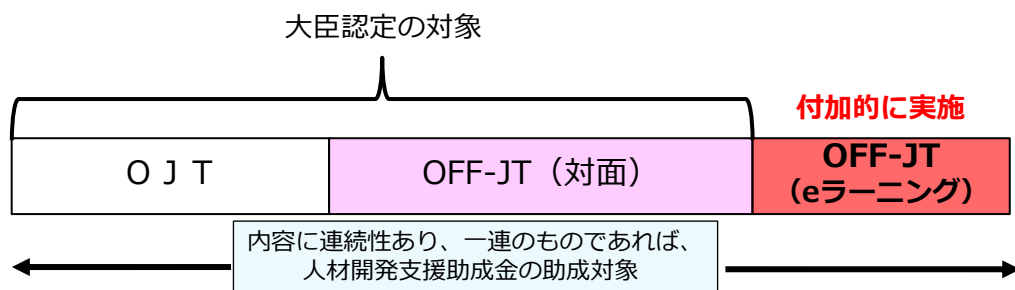 大臣認定の対象
付加的に実施
ＯＪＴ
OFF-JT（対面）
OFF-JT
（eラーニング）
内容に連続性あり、一連のものであれば、
人材開発支援助成金の助成対象